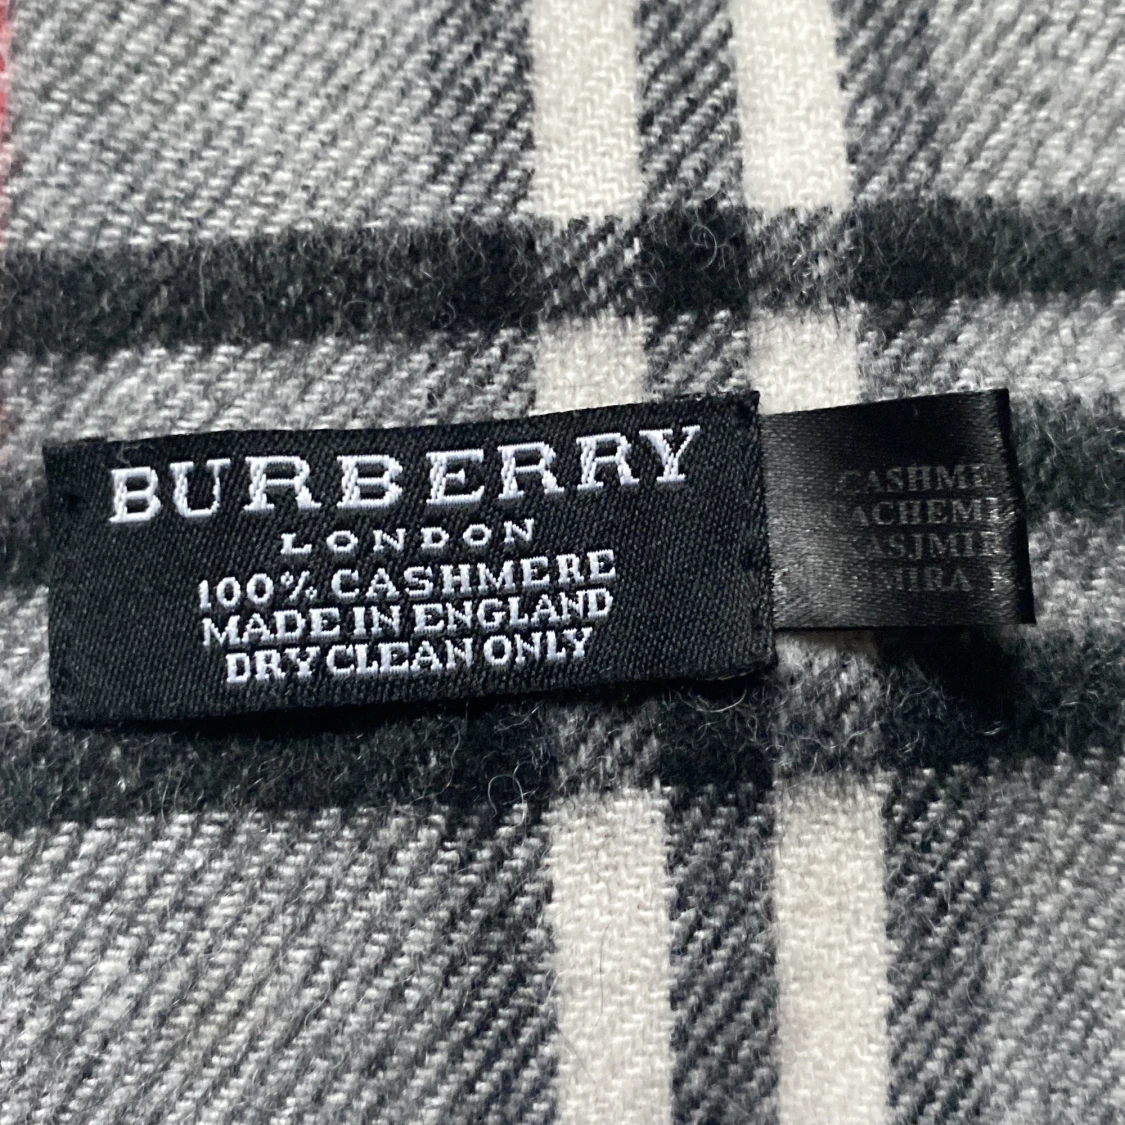 BURBERRY
LONDON
100% CASHMERE
MADE IN ENGLAND
DRY CLEAN ONLY